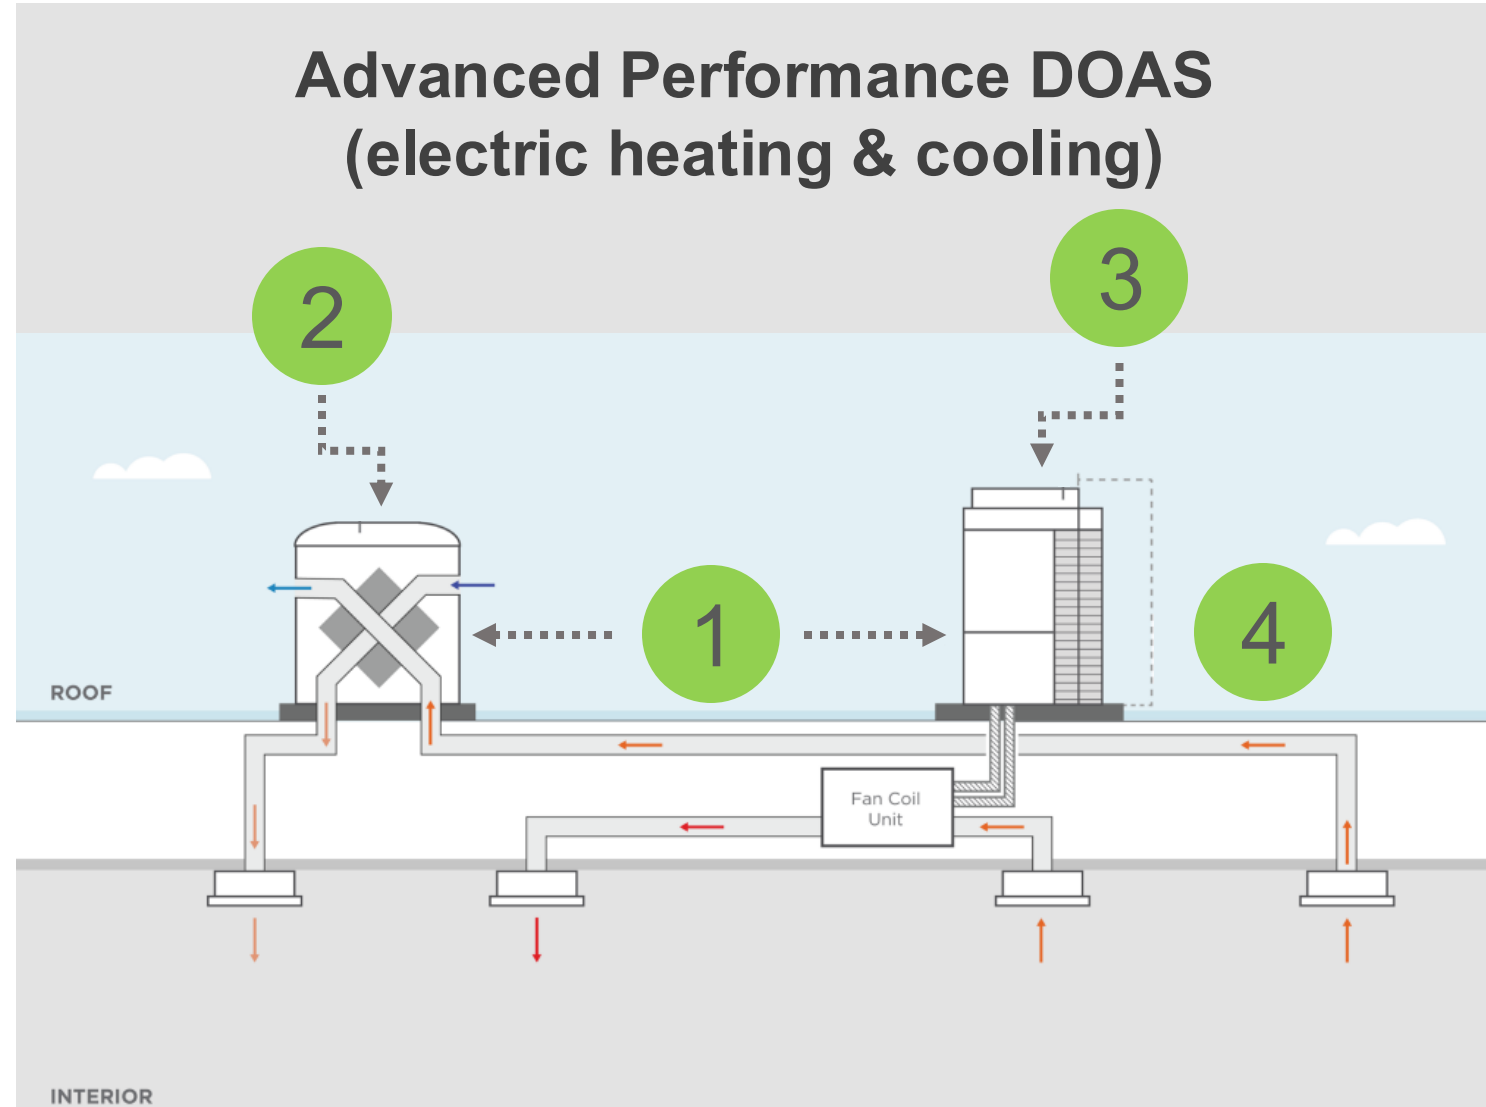 Advanced Performance DOAS
(electric heating & cooling)
2
3
1
4
ROOF
Fan Coil
Unit
INTERIOR